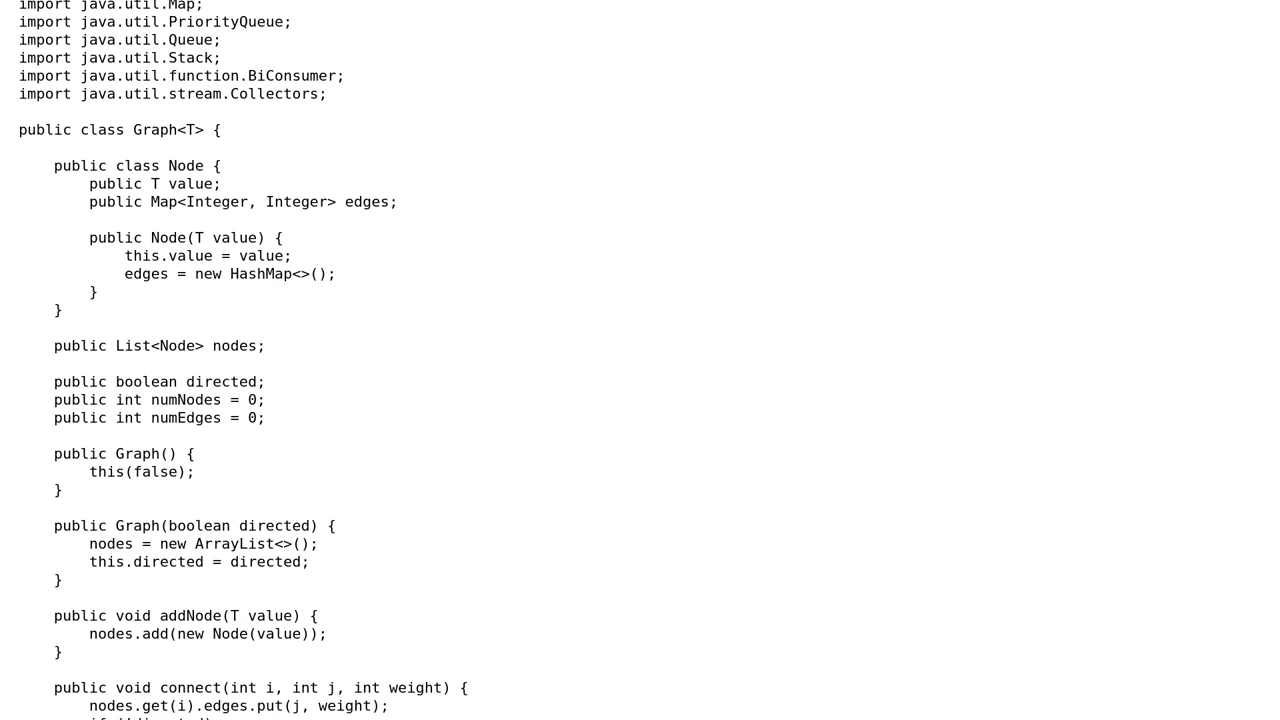 import java.util.Map;
import java.util.PriorityQueue;
import java.util.Queue;
import java.util.Stack;
import java.util.function.BiConsumer;
import java.util.stream.Collectors;

public class Graph<T> {

    public class Node {
        public T value;
        public Map<Integer, Integer> edges;

        public Node(T value) {
            this.value = value;
            edges = new HashMap<>();
        }
    }

    public List<Node> nodes;

    public boolean directed;
    public int numNodes = 0;
    public int numEdges = 0;

    public Graph() {
        this(false);
    }

    public Graph(boolean directed) {
        nodes = new ArrayList<>();
        this.directed = directed;
    }

    public void addNode(T value) {
        nodes.add(new Node(value));
    }

    public void connect(int i, int j, int weight) {
        nodes.get(i).edges.put(j, weight);